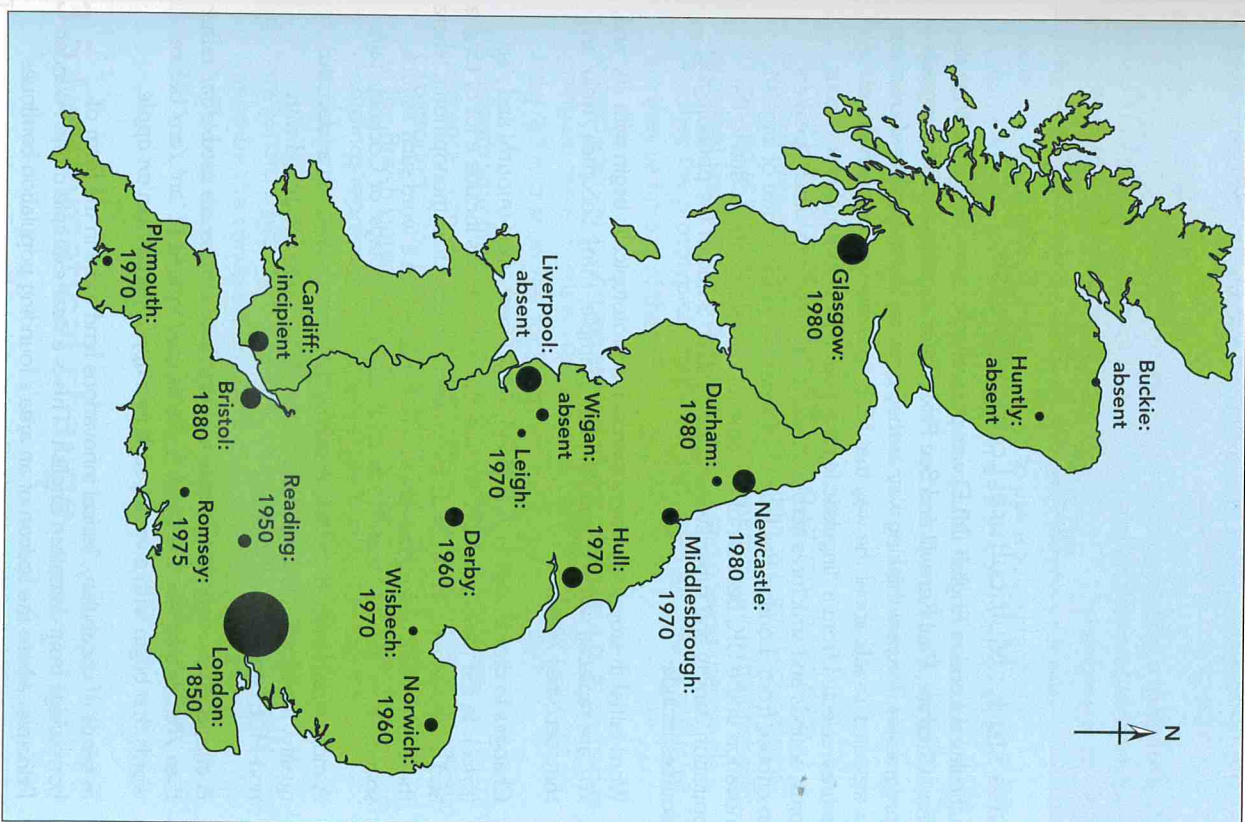 N
Buckie:
absent
Huntly:
absent
Glasgow:
1980
Newcastle:
1980
Durham:
1980
Middlesbrough:
1970
Wigan:
absent
Liverpool:
absent
Leigh:
1970
Hull:
1970
Derby:
1960
Wisbech:
1970
Norwich:
1960
Cardiff:
incipient
Bristol:
1880
Reading:
1950
London:
1850
Romsey:
1975
Plymouth:
1970